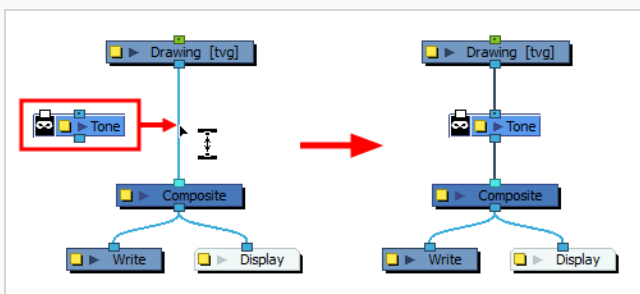 Drawing [tvg]
Drawing [tvg]
Tone
Tone
Composite
Composite
Write
Display
Write
Display